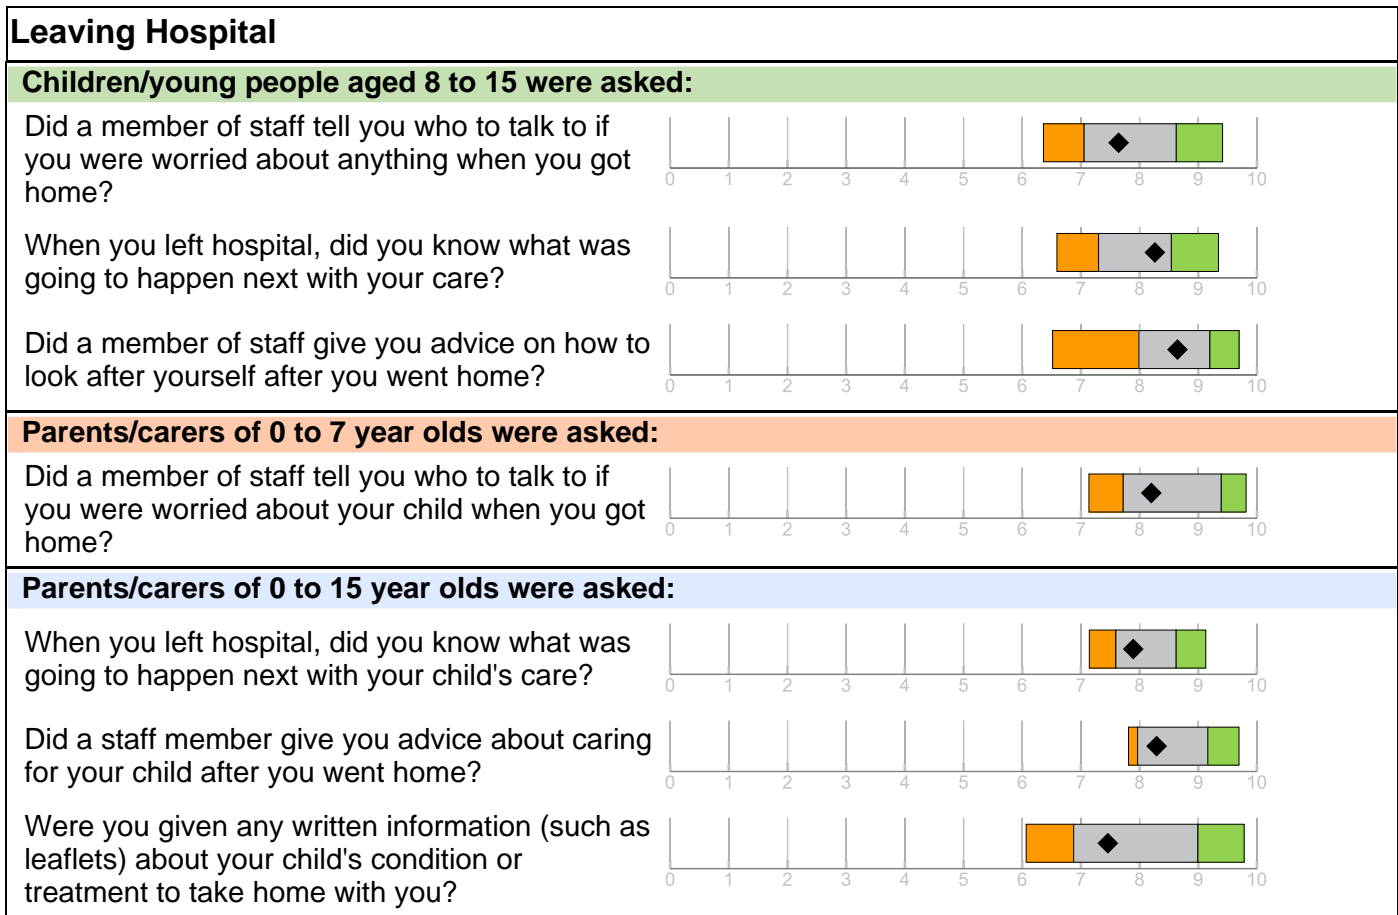 Leaving Hospital
Children/young people aged 8 to 15 were asked:
Did a member of staff tell you who to talk to if
you were worried about anything when you got
home?
0 1 2 3 4 5 6 7 8 9 10
When you left hospital, did you know what was
going to happen next with your care?
0 1 2 3 4 5 6 7 8 9 10
Did a member of staff give you advice on how to
look after yourself after you went home?
0 1 2 3 4 5 6 7 8 9 10
Parents/carers of 0 to 7 year olds were asked:
Did a member of staff tell you who to talk to if
you were worried about your child when you got
home?
0 1 2 3 4 5 6 7 8 9 10
Parents/carers of 0 to 15 year olds were asked:
When you left hospital, did you know what was
going to happen next with your child's care?
0 1 2 3 4 5 6 7 8 9 10
Did a staff member give you advice about caring
for your child after you went home?
0 1 2 3 4 5 6 7 8 9 10
Were you given any written information (such as
leaflets) about your child's condition or
treatment to take home with you?
0 1 2 3 4 5 6 7 8 9 10